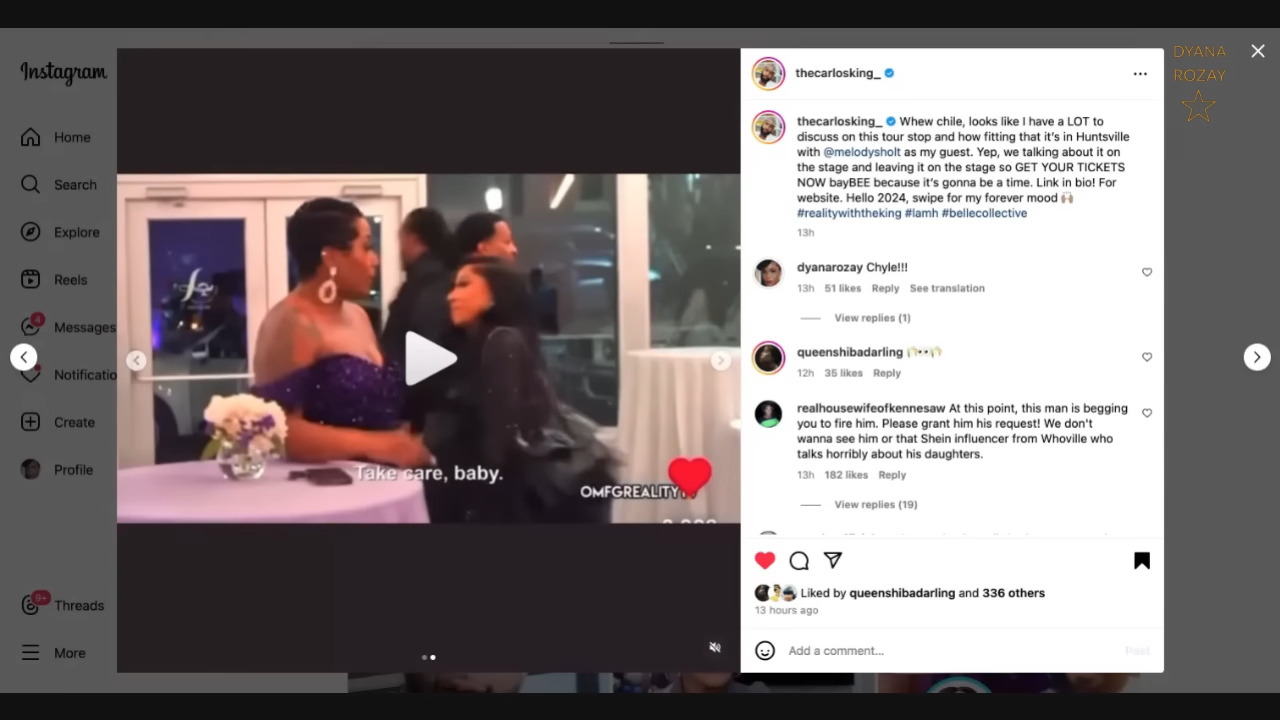 DYANA
ROZAY
Instagram
Home
Search
Explore
Reels
4
Messages
Notificatio
Create
Profile
9+
Threads
More
Take care, baby.
OMFGREALITY
thecarlosking_
thecarlosking_ Whew chile, looks like I have a LOT to
discuss on this tour stop and how fitting that it's in Huntsville
with @melodysholt as my guest. Yep, we talking about it on
the stage and leaving it on the stage so GET YOUR TICKETS
NOW bayBEE because it's gonna be a time. Link in bio! For
website. Hello 2024, swipe for my forever mood 🙌🏽
#realitywiththeking #lamh #bellecollective
13h
dyanarozay Chyle!!!
13h 51 likes Reply See translation
View replies (1)
queenshibadarling
12h 35 likes Reply
realhousewifeofkennesaw At this point, this man is begging
you to fire him. Please grant him his request! We don't
wanna see him or that Shein influencer from Whoville who
talks horribly about his daughters.
13h 182 likes Reply
View replies (19)
Liked by queenshibadarling and 336 others
13 hours ago
Add a comment...
Post